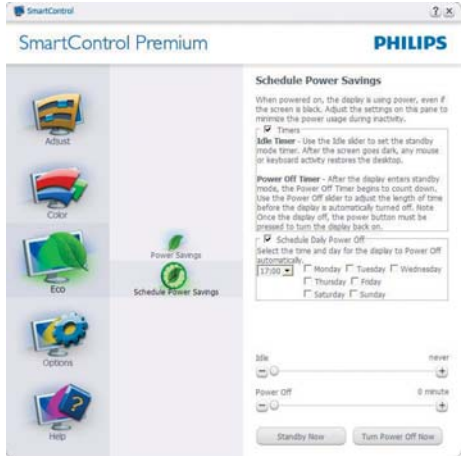 SmartControl
SmartControl Premium
PHILIPS
Adjust
Color
Eco
Options
Help
Power Savings
Schedule Power Savings
Schedule Power Savings
When powered on, the display is using power, even if
the screen is black. Adjust the settings on this pane to
minimize the power usage during inactivity.
Timers
Idle Timer - Use the Idle slider to set the standby
mode timer. After the screen goes dark, any mouse
or keyboard activity restores the desktop.
Power Off Timer - After the display enters standby
mode, the Power Off Timer begins to count down.
Use the Power Off slider to adjust the length of time
before the display is automatically turned off. Note
Once the display off, the power button must be
pressed to turn the display back on.
Schedule Daily Power Off
Select the time and day for the display to Power Off
automatically.
17:00 Monday Tuesday Wednesday
Thursday Friday
Saturday Sunday
Idle never
Power Off 0 minute
Standby Now Turn Power Off Now